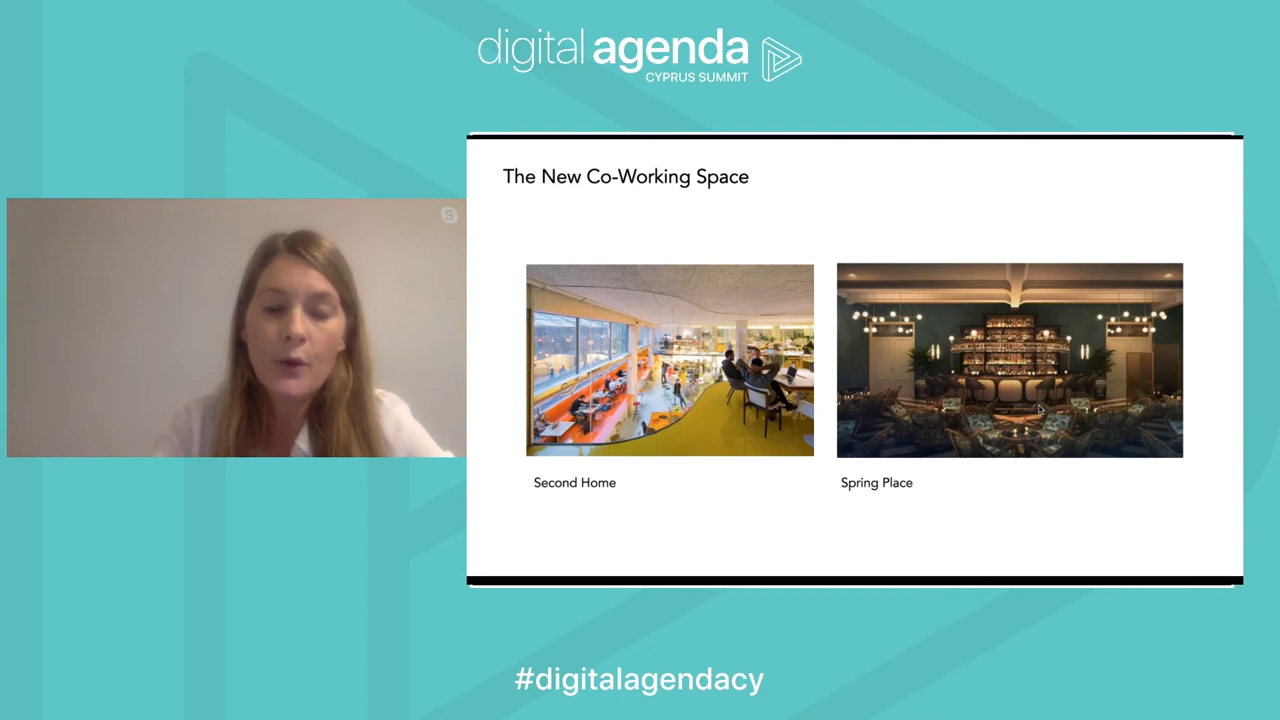 digital agenda
CYPRUS SUMMIT
The New Co-Working Space
S
Second Home
Spring Place
#digitalagendacy